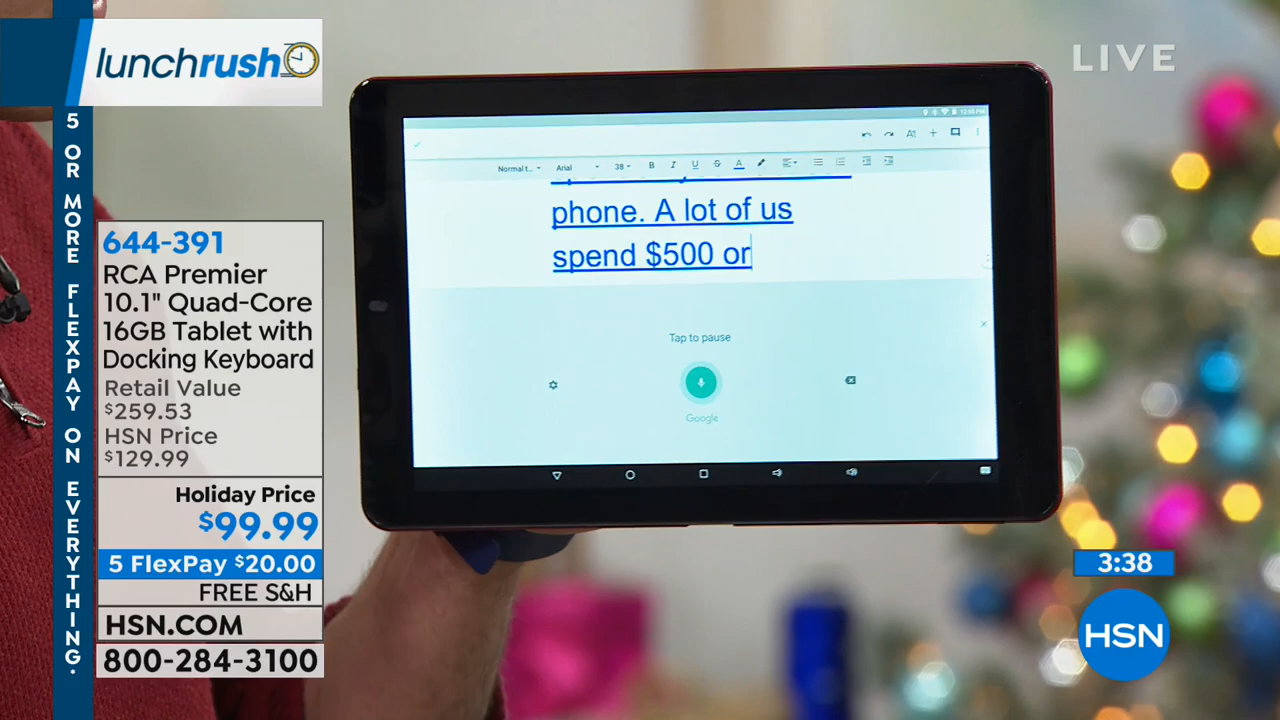 lunchrush
LIVE
5 OR MORE FLEXPAY ON EVERYTHING.
644-391
RCA Premier
10.1" Quad-Core
16GB Tablet with
Docking Keyboard
Retail Value
$259.53
HSN Price
$129.99
Holiday Price
$99.99
5 FlexPay $20.00
FREE S&H
HSN.COM
800-284-3100
Normal t...
Arial
38
B I U S A
phone. A lot of us
spend $500 or
Tap to pause
Google
3:38
HSN